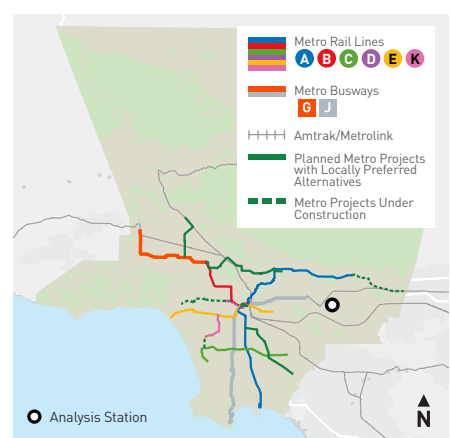 Metro Rail Lines
A B C D E K
Metro Busways
G J
Amtrak/Metrolink
Planned Metro Projects
with Locally Preferred
Alternatives
Metro Projects Under
Construction
Analysis Station
N